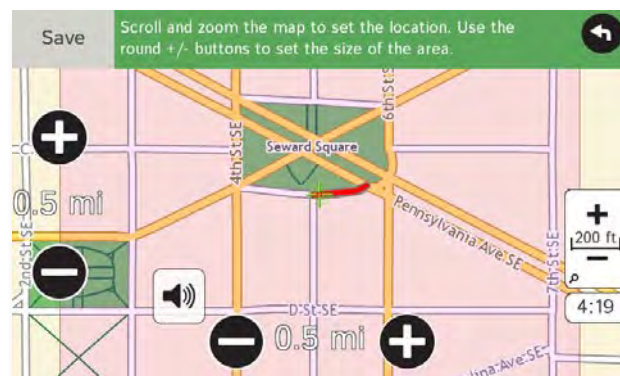 Save
Scroll and zoom the map to set the location. Use the
round +/- buttons to set the size of the area.
6th St SE
Seward Square
4th St SE
C
0.5 mi
Pennsylvania Ave SE
+
200 ft
−
2nd St SE
7th St SE
4:19
D St SE
0.5 mi
ina Ave SE